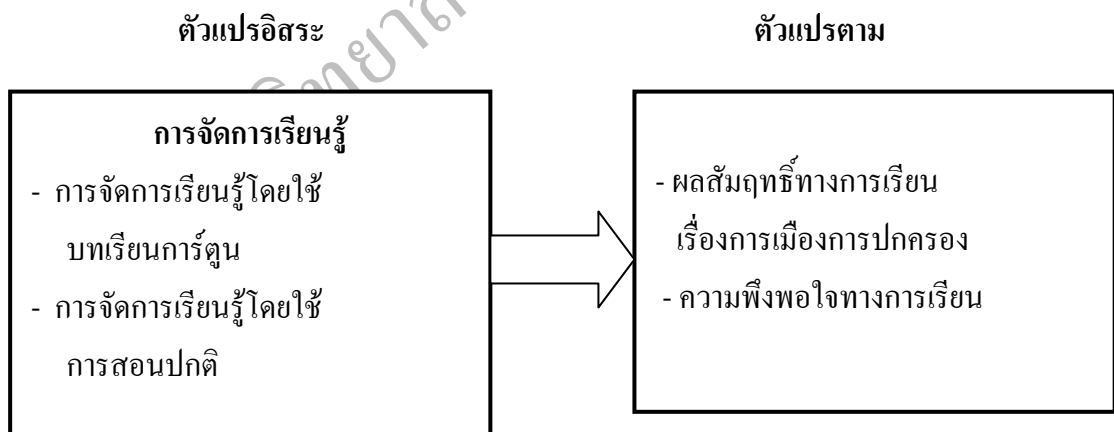 ตัวแปรอิสระ
ตัวแปรตาม
การจัดการเรียนรู้
- การจัดการเรียนรู้โดยใช้
บทเรียนการ์ตูน
- การจัดการเรียนรู้โดยใช้
การสอนปกติ
- ผลสัมฤทธิ์ทางการเรียน
เรื่องการเมืองการปกครอง
- ความพึงพอใจทางการเรียน